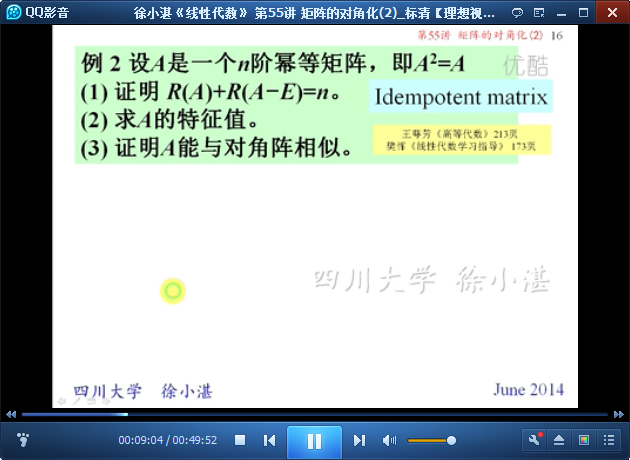 QQ影音
徐小湛《线性代数》 第55讲 矩阵的对角化(2)_标清【理想视...
第55讲 矩阵的对角化(2) 16
优酷
例 2 设A是一个n阶幂等矩阵，即A²=A
(1) 证明 R(A)+R(A−E)=n。
Idempotent matrix
(2) 求A的特征值。
王萼芳《高等代数》213页
樊恽《线性代数学习指导》 173页
(3) 证明A能与对角阵相似。
四川大学 徐小湛
四川大学 徐小湛
June 2014
00:09:04 / 00:49:52